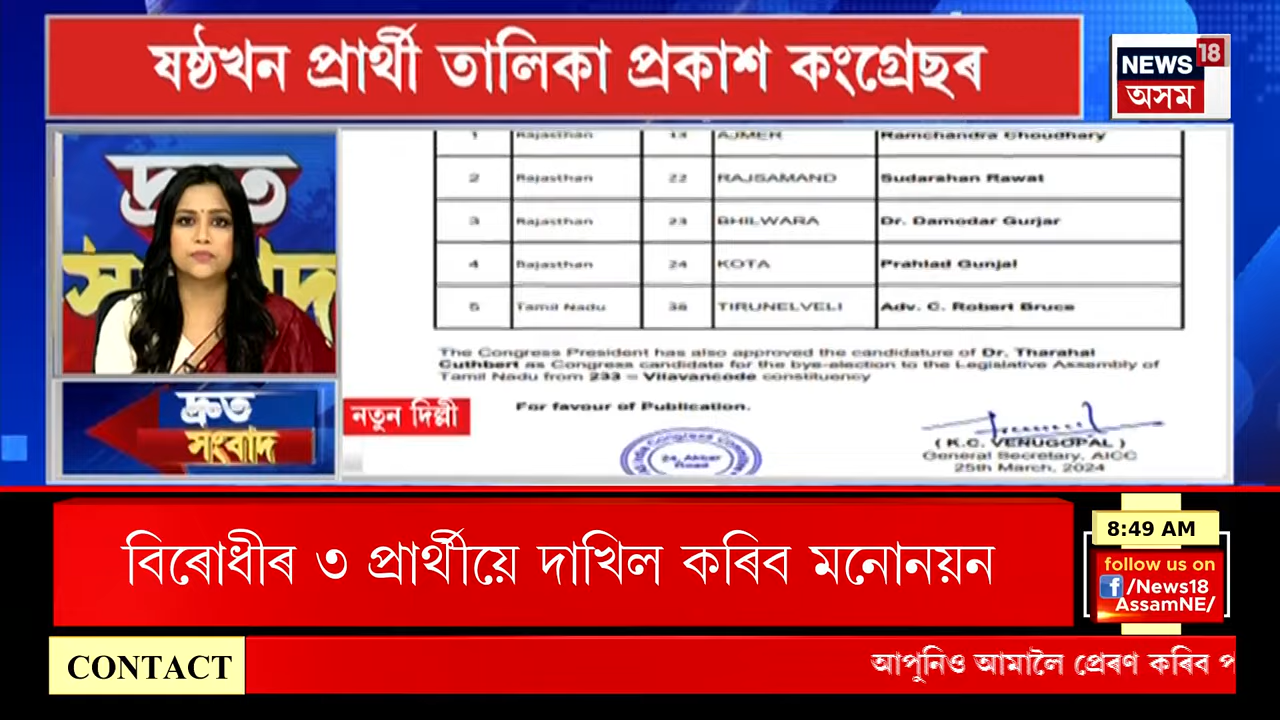 ষষ্ঠখন প্ৰাৰ্থী তালিকা প্ৰকাশ কংগ্ৰেছৰ
NEWS 18
অসম
দ্ৰুত
সংবাদ
1 Rajasthan 13 AJMER Ramchandra Choudhary
2 Rajasthan 22 RAJSAMAND Sudarshan Rawat
3 Rajasthan 23 BHILWARA Dr. Damodar Gurjar
4 Rajasthan 24 KOTA Prahlad Gunjal
5 Tamil Nadu 38 TIRUNELVELI Adv. C. Robert Bruce
The Congress President has also approved the candidature of Dr. Tharahai
Cuthbert as Congress candidate for the bye-election to the Legislative Assembly of
Tamil Nadu from 233 – Vilavancode constituency
For favour of Publication.
24, Akbar
Road
( K.C. VENUGOPAL )
General Secretary, AICC
25th March, 2024
দ্ৰুত
সংবাদ
নতুন দিল্লী
বিৰোধীৰ ৩ প্ৰাৰ্থীয়ে দাখিল কৰিব মনোনয়ন
8:49 AM
follow us on
/News18
AssamNE/
CONTACT
আপুনিও আমালৈ প্ৰেৰণ কৰিব